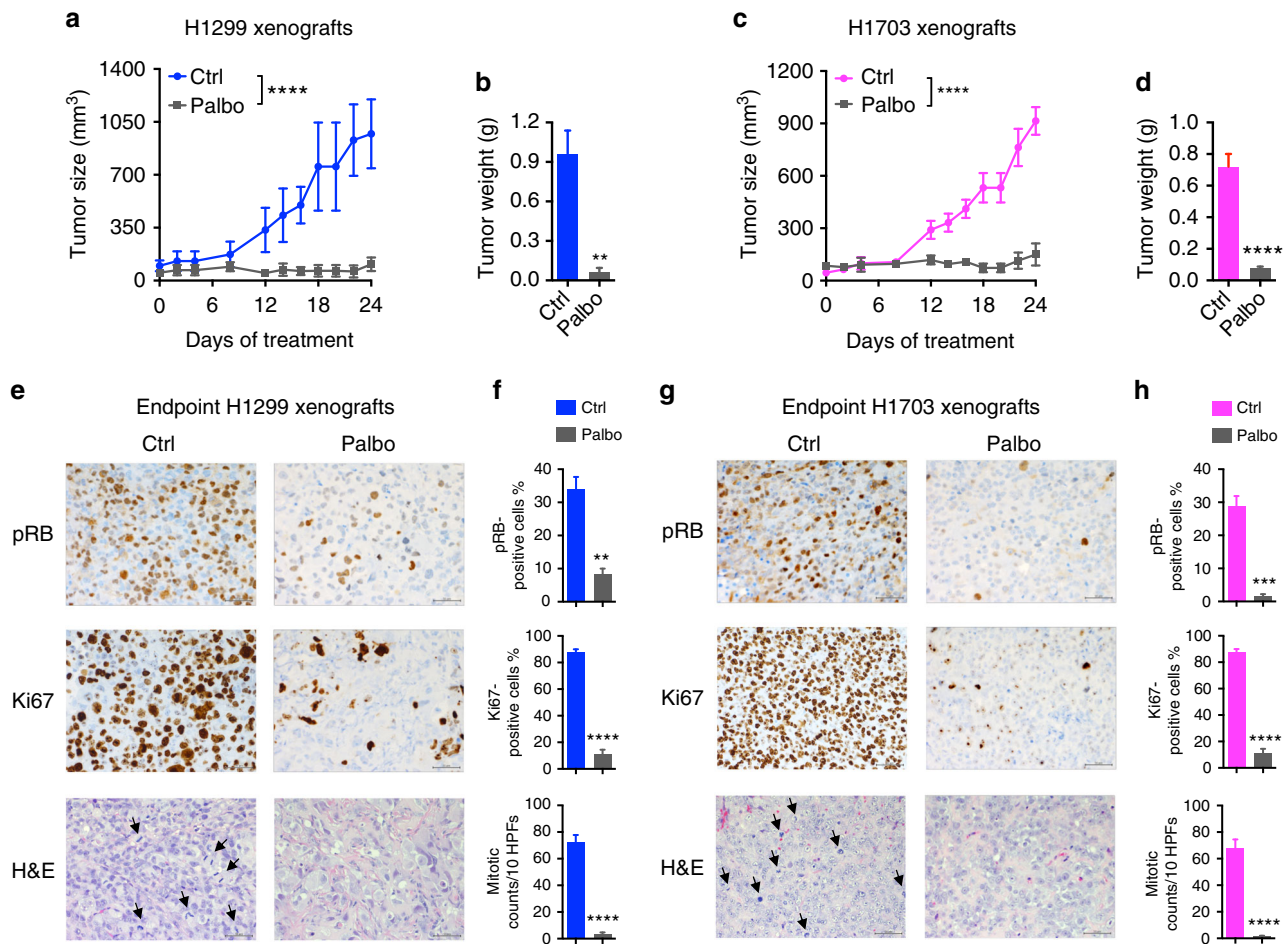 a
H1299 xenografts
Tumor size (mm³)
1400
1050
700
350
0
Ctrl
Palbo
****
0 6 12 18 24
Days of treatment
b
Tumor weight (g)
1.2
0.9
0.6
0.3
0.0
**
Ctrl
Palbo
c
H1703 xenografts
Tumor size (mm³)
1200
900
600
300
0
Ctrl
Palbo
****
0 6 12 18 24
Days of treatment
d
Tumor weight (g)
1.0
0.8
0.6
0.4
0.2
0.0
****
Ctrl
Palbo
e
Endpoint H1299 xenografts
Ctrl Palbo
pRB
Ki67
H&E
f
Ctrl
Palbo
pRB-
positive cells %
40
30
20
10
0
**
Ki67-
positive cells %
100
80
60
40
20
0
****
Mitotic
counts/10 HPFs
100
80
60
40
20
0
****
g
Endpoint H1703 xenografts
Ctrl Palbo
pRB
Ki67
H&E
h
Ctrl
Palbo
pRB-
positive cells %
40
30
20
10
0
***
Ki67-
positive cells %
100
80
60
40
20
0
****
Mitotic
counts/10 HPFs
100
80
60
40
20
0
****